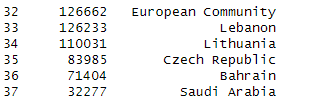 32 126662 European Community
33 126233 Lebanon
34 110031 Lithuania
35 83985 Czech Republic
36 71404 Bahrain
37 32277 Saudi Arabia